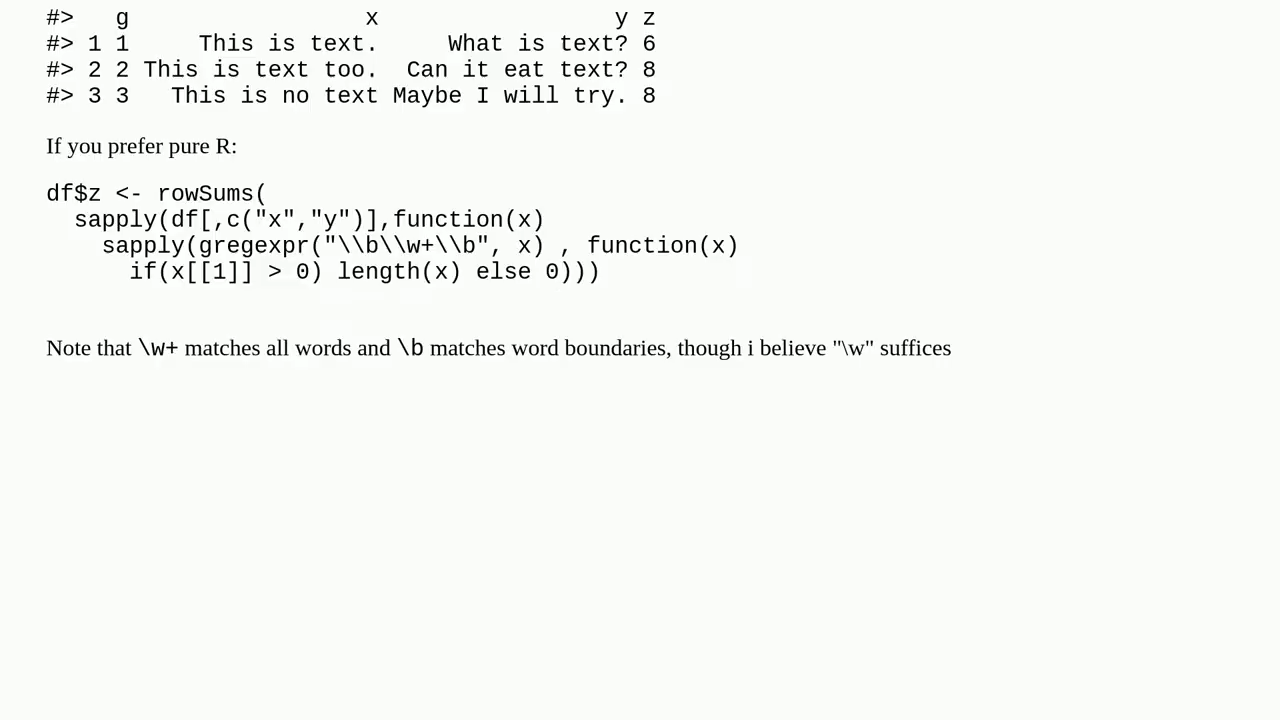 #>   g                 x                 y z
#> 1 1     This is text.     What is text? 6
#> 2 2 This is text too.  Can it eat text? 8
#> 3 3   This is no text Maybe I will try. 8
If you prefer pure R:
df$z <- rowSums(
  sapply(df[,c("x","y")],function(x)
    sapply(gregexpr("\\b\\w+\\b", x) , function(x)
      if(x[[1]] > 0) length(x) else 0)))
Note that \w+ matches all words and \b matches word boundaries, though i believe "\w" suffices